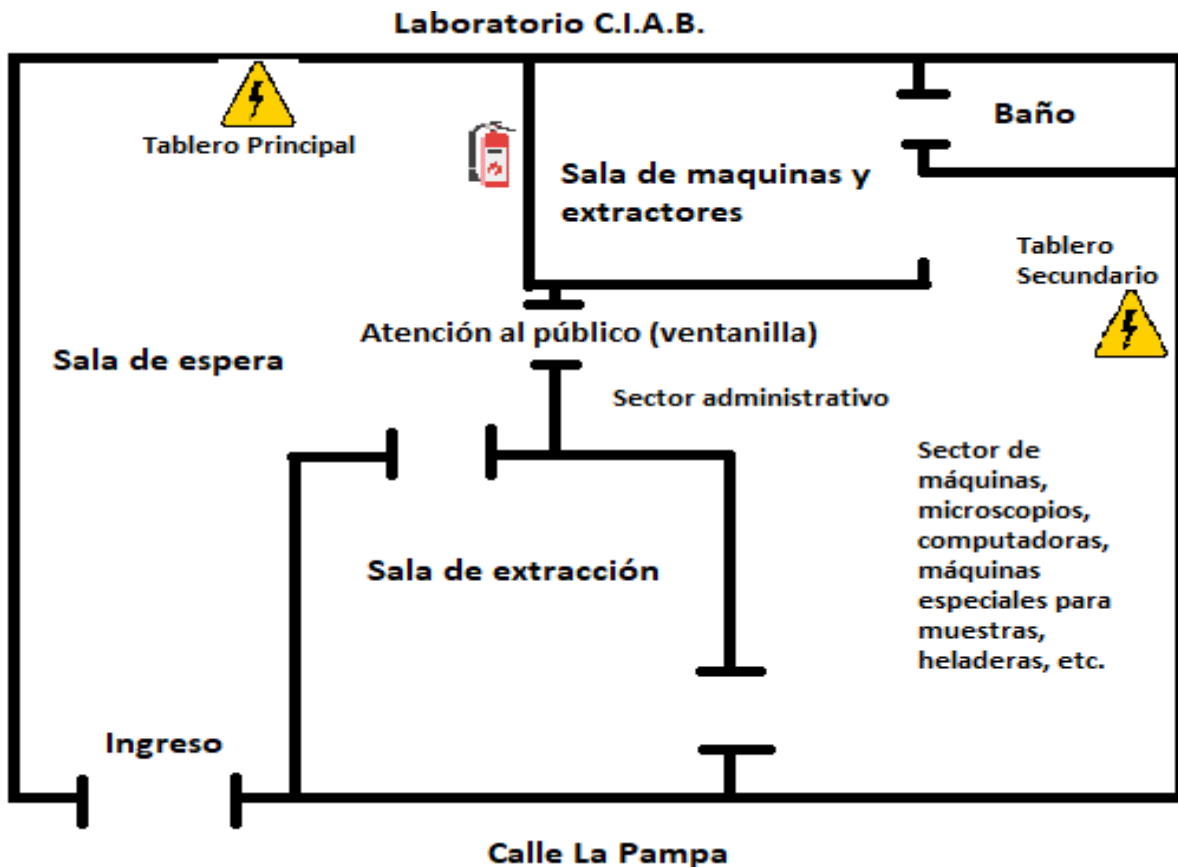 Laboratorio C.I.A.B.
Tablero Principal
Baño
Sala de maquinas y
extractores
Tablero
Secundario
Atención al público (ventanilla)
Sala de espera
Sector administrativo
Sector de
máquinas,
microscopios,
computadoras,
máquinas
especiales para
muestras,
heladeras, etc.
Sala de extracción
Ingreso
Calle La Pampa